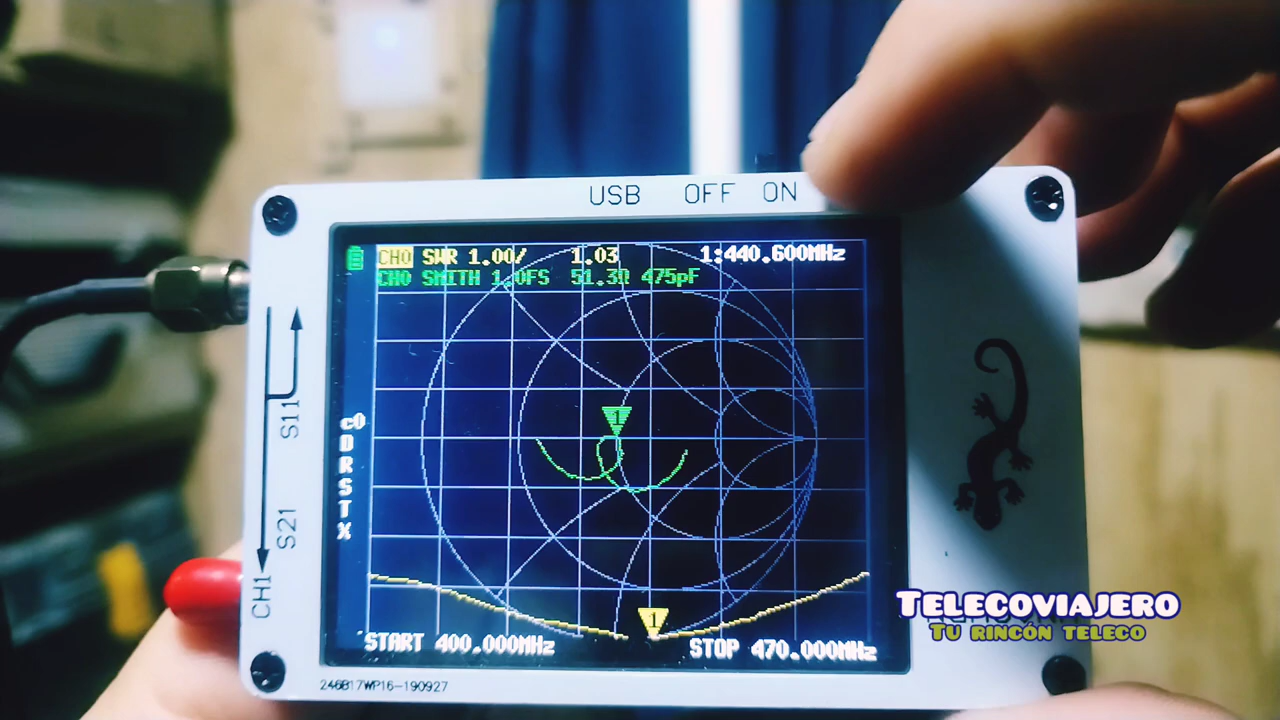 USB OFF ON
CH0 SWR 1.00/ 1.03 1:440.600MHz
CH0 SMITH 1.0FS 51.3Ω 475pF
1
C0
D
R
S
T
X
S11
S21
CH1
1
START 400.000MHz STOP 470.000MHz
246B17WP16-190927
TELECOVIAJERO
TU RINCÓN TELECO